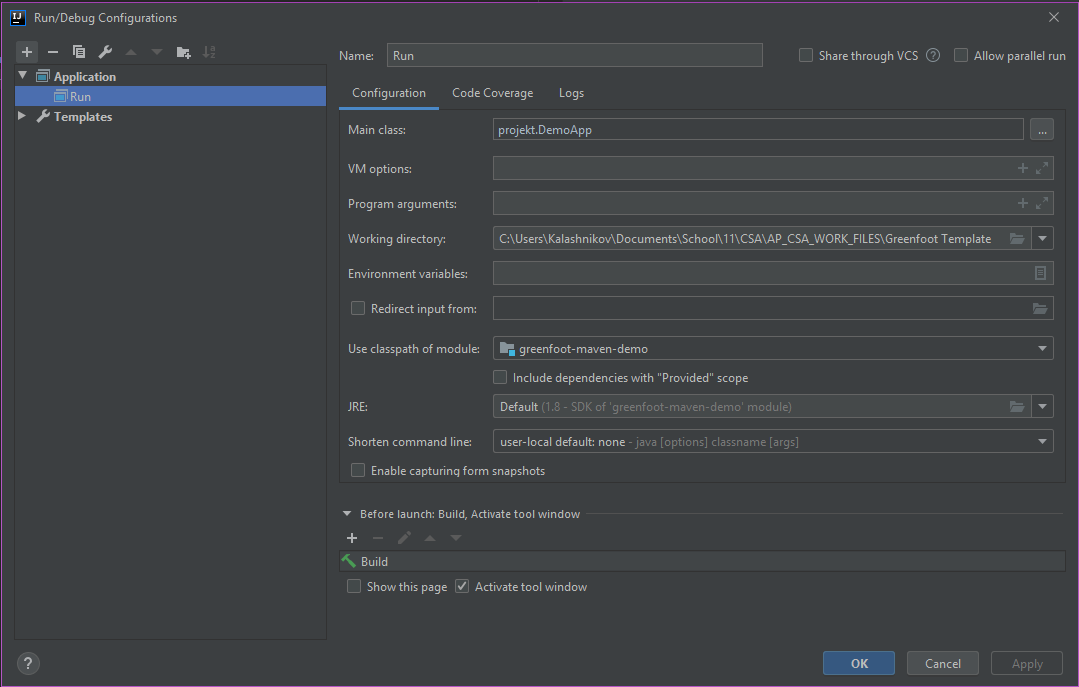 IJ Run/Debug Configurations
Application
Run
Templates
Name: Run Share through VCS ? Allow parallel run
Configuration Code Coverage Logs
Main class: projekt.DemoApp ...
VM options:
Program arguments:
Working directory: C:\Users\Kalashnikov\Documents\School\11\CSA\AP_CSA_WORK_FILES\Greenfoot Template
Environment variables:
Redirect input from:
Use classpath of module: greenfoot-maven-demo
Include dependencies with "Provided" scope
JRE: Default (1.8 - SDK of 'greenfoot-maven-demo' module)
Shorten command line: user-local default: none - java [options] classname [args]
Enable capturing form snapshots
Before launch: Build, Activate tool window
Build
Show this page Activate tool window
? OK Cancel Apply